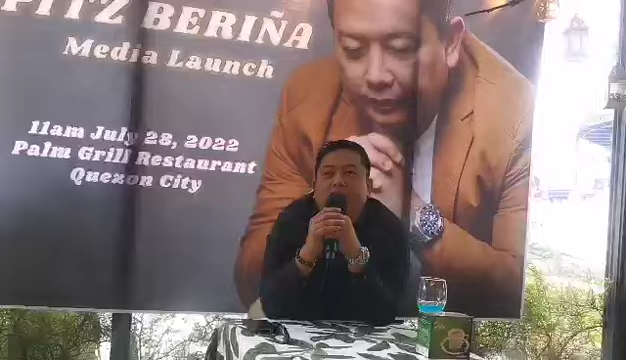 PITZ BERIÑA
Media Launch
11am July 28, 2022
Palm Grill Restaurant
Quezon City